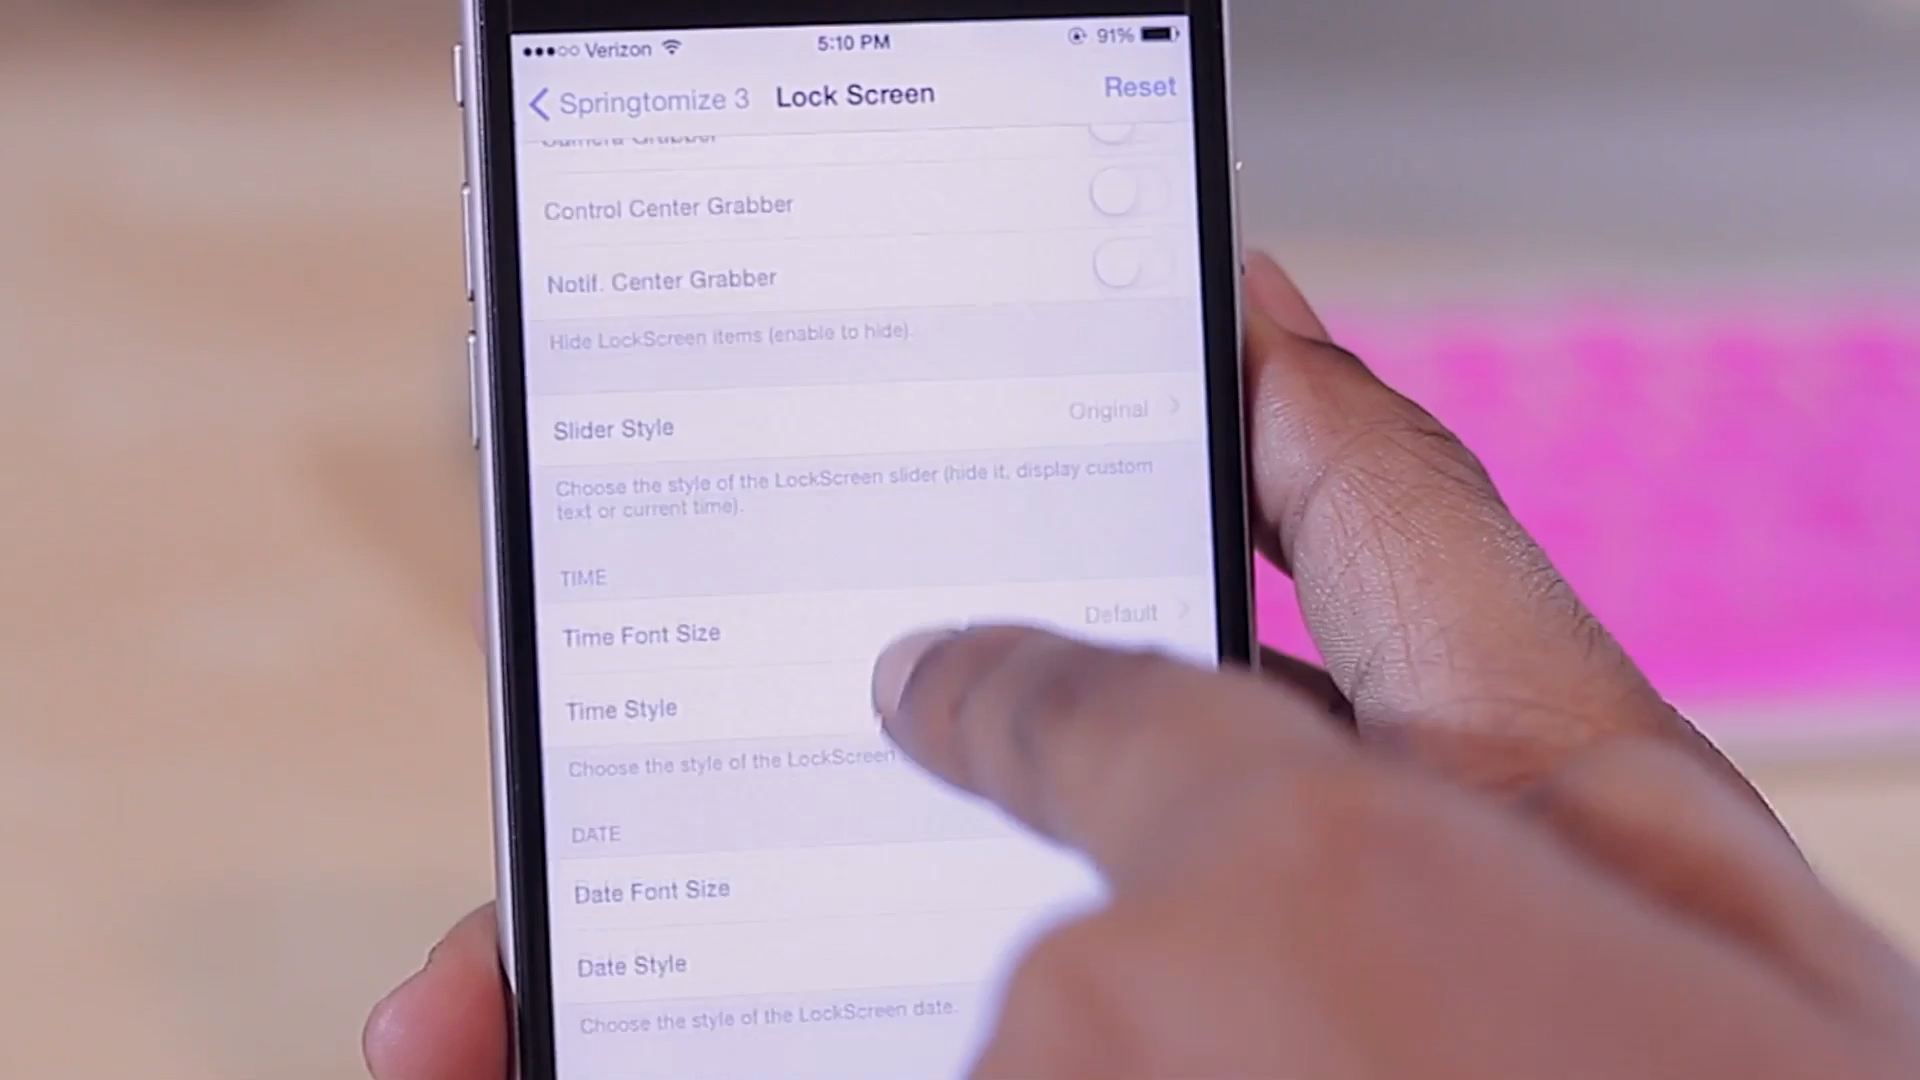 Verizon 5:10 PM 91%
Springtomize 3 Lock Screen Reset
Camera Grabber
Control Center Grabber
Notif. Center Grabber
Hide LockScreen items (enable to hide).
Slider Style Original
Choose the style of the LockScreen slider (hide it, display custom
text or current time).
TIME
Time Font Size Default
Time Style
Choose the style of the LockScreen
DATE
Date Font Size
Date Style
Choose the style of the LockScreen date.